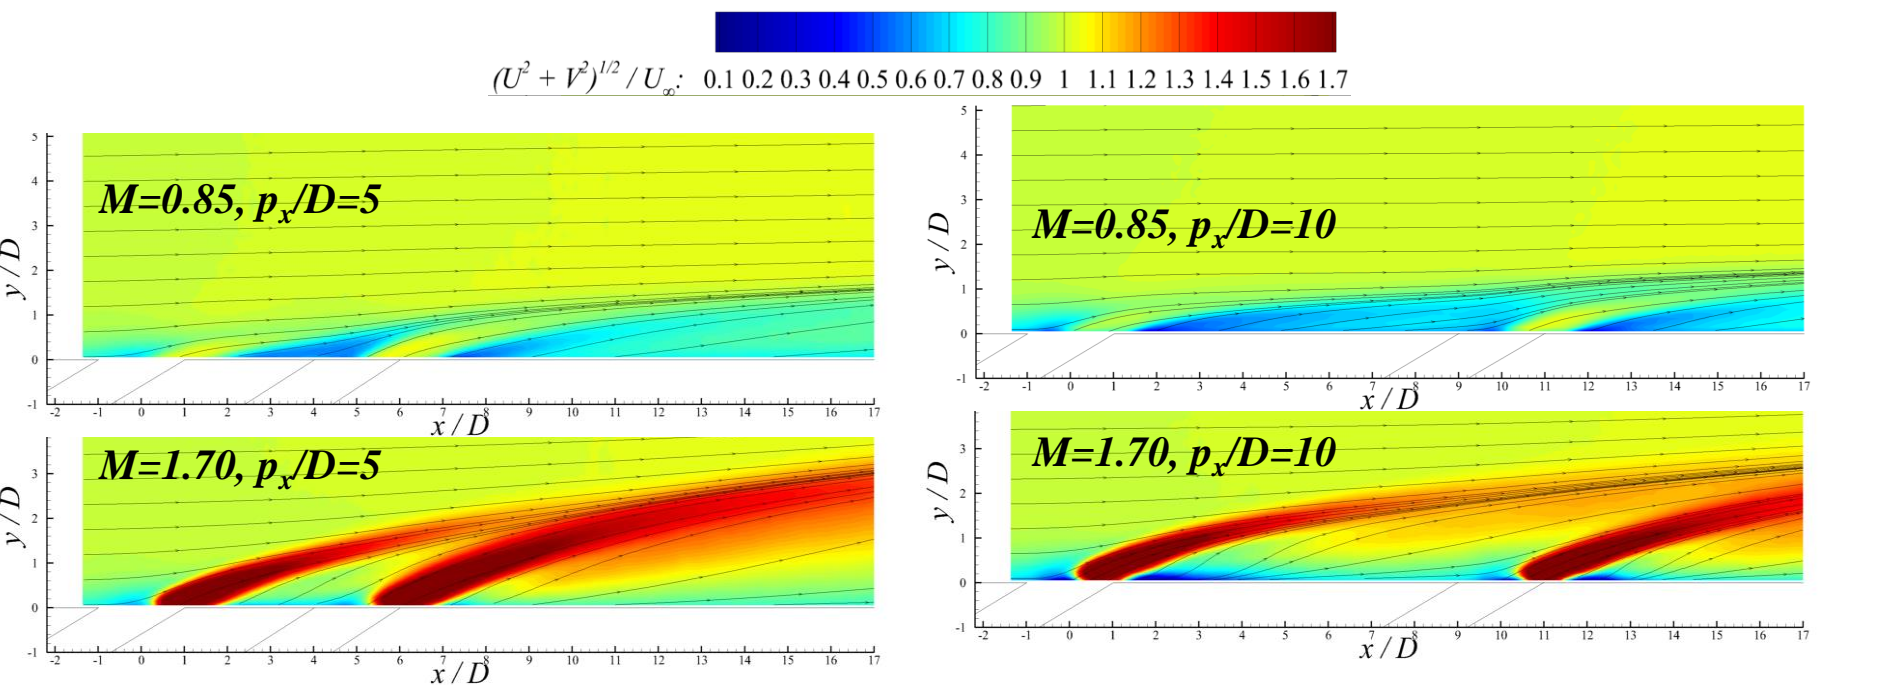 (U² + V²)^1/2 / U∞: 0.1 0.2 0.3 0.4 0.5 0.6 0.7 0.8 0.9 1 1.1 1.2 1.3 1.4 1.5 1.6 1.7
M=0.85, pₓ/D=5
y / D
5
4
3
2
1
0
-1
-2 -1 0 1 2 3 4 5 6 7 8 9 10 11 12 13 14 15 16 17
x / D
M=0.85, pₓ/D=10
y / D
5
4
3
2
1
0
-1
-2 -1 0 1 2 3 4 5 6 7 8 9 10 11 12 13 14 15 16 17
x / D
M=1.70, pₓ/D=5
y / D
3
2
1
0
-1
-2 -1 0 1 2 3 4 5 6 7 8 9 10 11 12 13 14 15 16 17
x / D
M=1.70, pₓ/D=10
y / D
3
2
1
0
-1
-2 -1 0 1 2 3 4 5 6 7 8 9 10 11 12 13 14 15 16 17
x / D